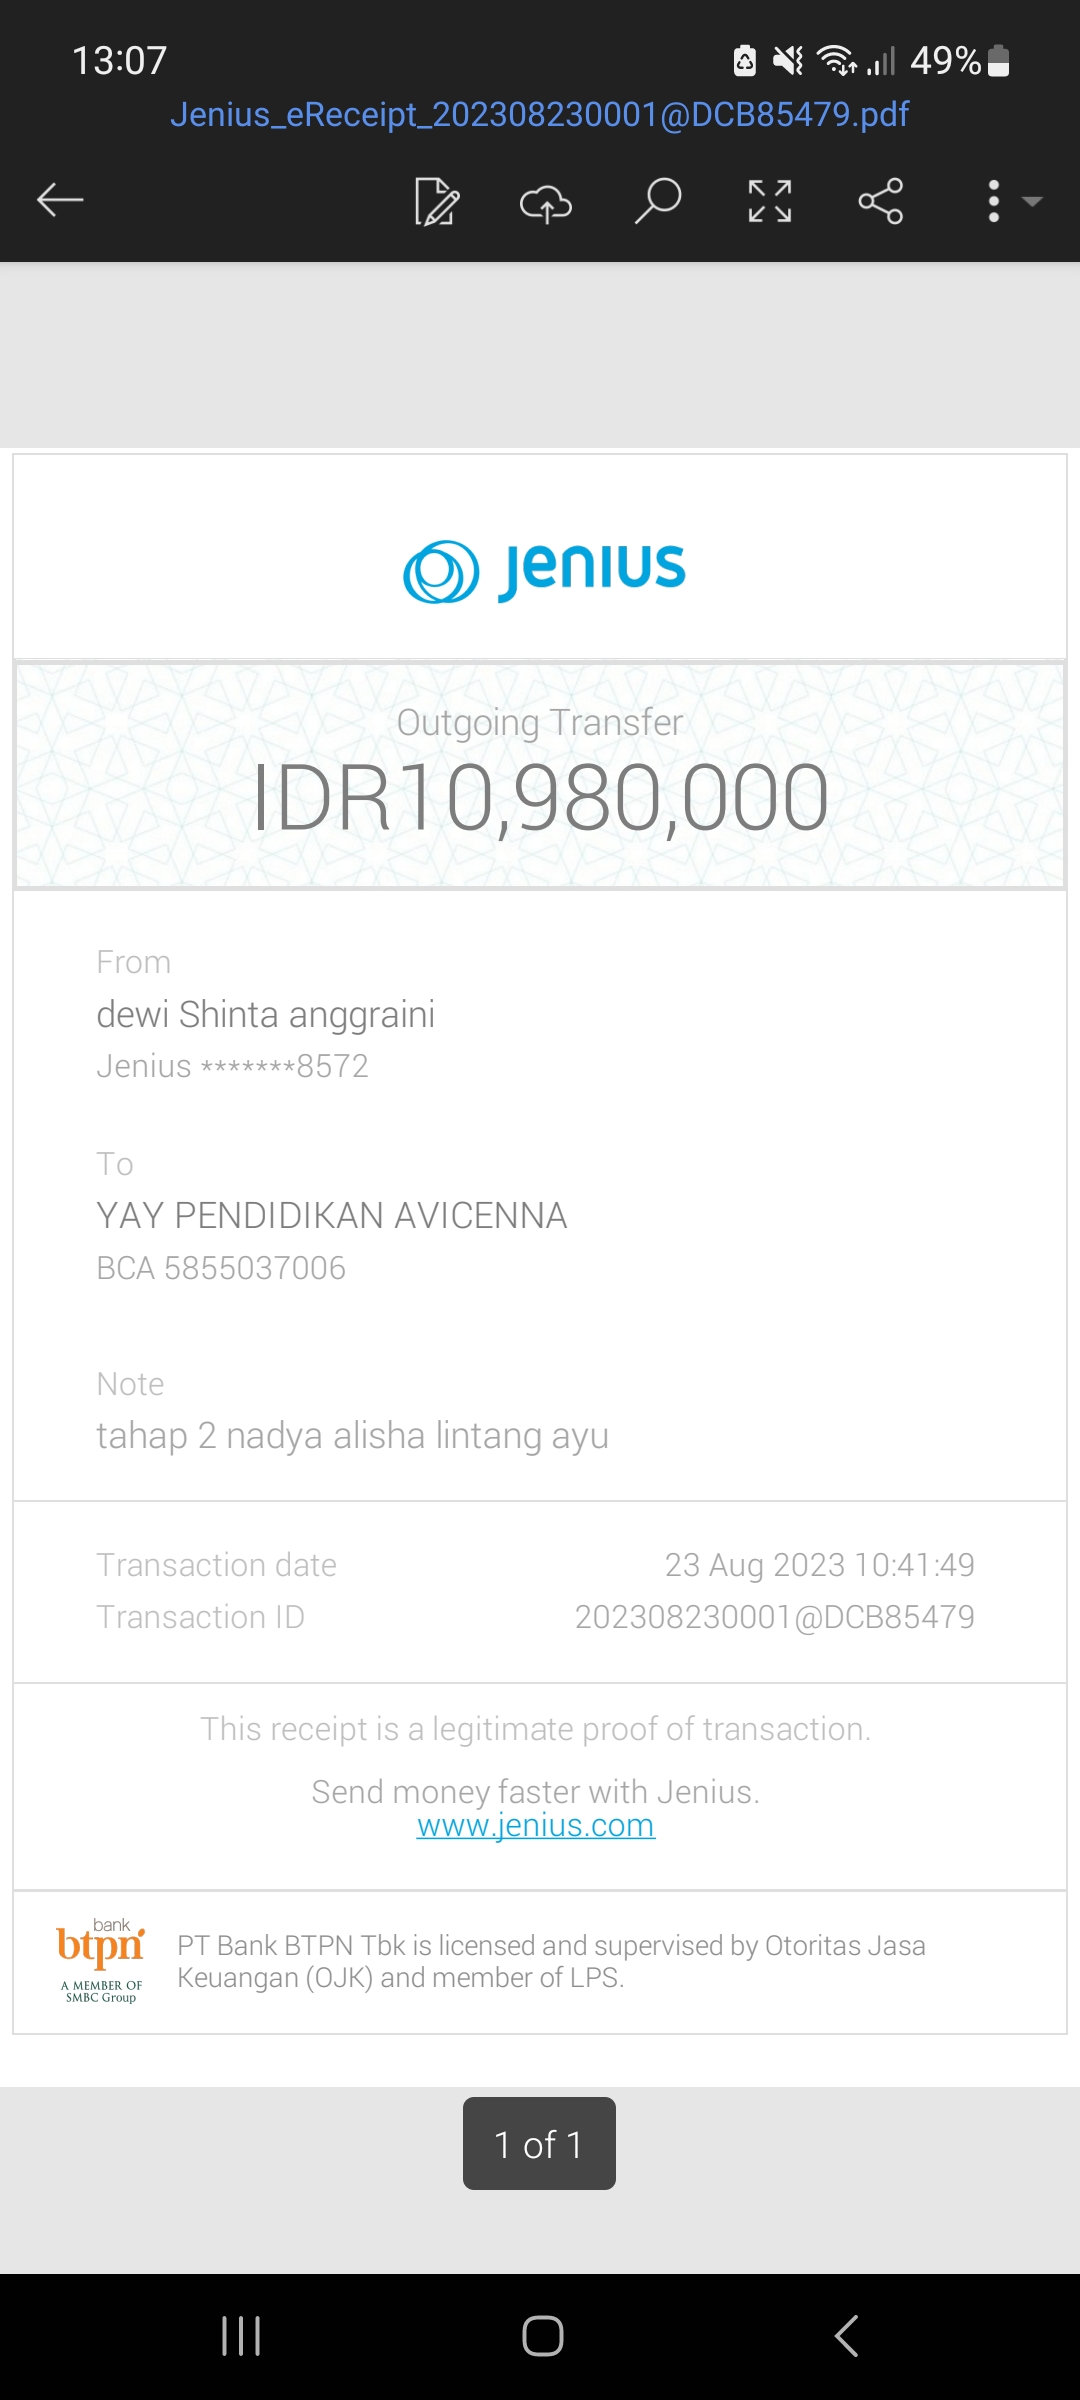 13:07
49%
Jenius_eReceipt_202308230001@DCB85479.pdf
jenius
Outgoing Transfer
IDR10,980,000
From
dewi Shinta anggraini
Jenius *******8572
To
YAY PENDIDIKAN AVICENNA
BCA 5855037006
Note
tahap 2 nadya alisha lintang ayu
Transaction date 23 Aug 2023 10:41:49
Transaction ID 202308230001@DCB85479
This receipt is a legitimate proof of transaction.
Send money faster with Jenius.
www.jenius.com
bank
btpn
A MEMBER OF
SMBC Group
PT Bank BTPN Tbk is licensed and supervised by Otoritas Jasa
Keuangan (OJK) and member of LPS.
1 of 1